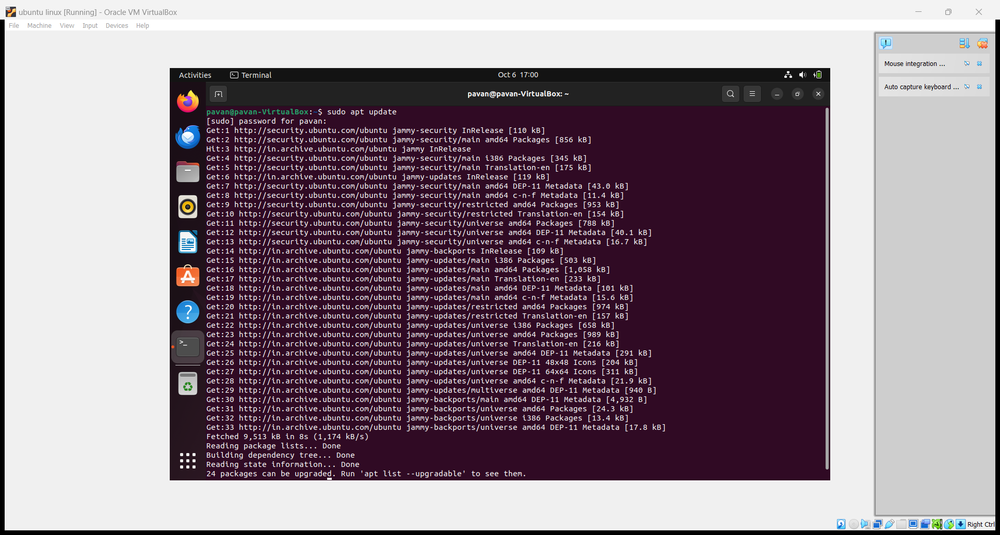 ubuntu linux [Running] - Oracle VM VirtualBox
File Machine View Input Devices Help
Mouse integration ...
Auto capture keyboard ...
Activities Terminal Oct 6 17:00
pavan@pavan-VirtualBox: ~
pavan@pavan-VirtualBox:~$ sudo apt update
[sudo] password for pavan:
Get:1 http://security.ubuntu.com/ubuntu jammy-security InRelease [110 kB]
Get:2 http://security.ubuntu.com/ubuntu jammy-security/main amd64 Packages [856 kB]
Hit:3 http://in.archive.ubuntu.com/ubuntu jammy InRelease
Get:4 http://security.ubuntu.com/ubuntu jammy-security/main i386 Packages [345 kB]
Get:5 http://security.ubuntu.com/ubuntu jammy-security/main Translation-en [175 kB]
Get:6 http://in.archive.ubuntu.com/ubuntu jammy-updates InRelease [119 kB]
Get:7 http://security.ubuntu.com/ubuntu jammy-security/main amd64 DEP-11 Metadata [43.0 kB]
Get:8 http://security.ubuntu.com/ubuntu jammy-security/main amd64 c-n-f Metadata [11.4 kB]
Get:9 http://security.ubuntu.com/ubuntu jammy-security/restricted amd64 Packages [953 kB]
Get:10 http://security.ubuntu.com/ubuntu jammy-security/restricted Translation-en [154 kB]
Get:11 http://security.ubuntu.com/ubuntu jammy-security/universe amd64 Packages [788 kB]
Get:12 http://security.ubuntu.com/ubuntu jammy-security/universe amd64 DEP-11 Metadata [40.1 kB]
Get:13 http://security.ubuntu.com/ubuntu jammy-security/universe amd64 c-n-f Metadata [16.7 kB]
Get:14 http://in.archive.ubuntu.com/ubuntu jammy-backports InRelease [109 kB]
Get:15 http://in.archive.ubuntu.com/ubuntu jammy-updates/main i386 Packages [503 kB]
Get:16 http://in.archive.ubuntu.com/ubuntu jammy-updates/main amd64 Packages [1,058 kB]
Get:17 http://in.archive.ubuntu.com/ubuntu jammy-updates/main Translation-en [233 kB]
Get:18 http://in.archive.ubuntu.com/ubuntu jammy-updates/main amd64 DEP-11 Metadata [101 kB]
Get:19 http://in.archive.ubuntu.com/ubuntu jammy-updates/main amd64 c-n-f Metadata [15.6 kB]
Get:20 http://in.archive.ubuntu.com/ubuntu jammy-updates/restricted amd64 Packages [974 kB]
Get:21 http://in.archive.ubuntu.com/ubuntu jammy-updates/restricted Translation-en [157 kB]
Get:22 http://in.archive.ubuntu.com/ubuntu jammy-updates/universe i386 Packages [658 kB]
Get:23 http://in.archive.ubuntu.com/ubuntu jammy-updates/universe amd64 Packages [989 kB]
Get:24 http://in.archive.ubuntu.com/ubuntu jammy-updates/universe Translation-en [216 kB]
Get:25 http://in.archive.ubuntu.com/ubuntu jammy-updates/universe amd64 DEP-11 Metadata [291 kB]
Get:26 http://in.archive.ubuntu.com/ubuntu jammy-updates/universe DEP-11 48x48 Icons [204 kB]
Get:27 http://in.archive.ubuntu.com/ubuntu jammy-updates/universe DEP-11 64x64 Icons [311 kB]
Get:28 http://in.archive.ubuntu.com/ubuntu jammy-updates/universe amd64 c-n-f Metadata [21.9 kB]
Get:29 http://in.archive.ubuntu.com/ubuntu jammy-updates/multiverse amd64 DEP-11 Metadata [940 B]
Get:30 http://in.archive.ubuntu.com/ubuntu jammy-backports/main amd64 DEP-11 Metadata [4,932 B]
Get:31 http://in.archive.ubuntu.com/ubuntu jammy-backports/universe amd64 Packages [24.3 kB]
Get:32 http://in.archive.ubuntu.com/ubuntu jammy-backports/universe i386 Packages [13.4 kB]
Get:33 http://in.archive.ubuntu.com/ubuntu jammy-backports/universe amd64 DEP-11 Metadata [17.8 kB]
Fetched 9,513 kB in 8s (1,174 kB/s)
Reading package lists... Done
Building dependency tree... Done
Reading state information... Done
24 packages can be upgraded. Run 'apt list --upgradable' to see them.
Right Ctrl